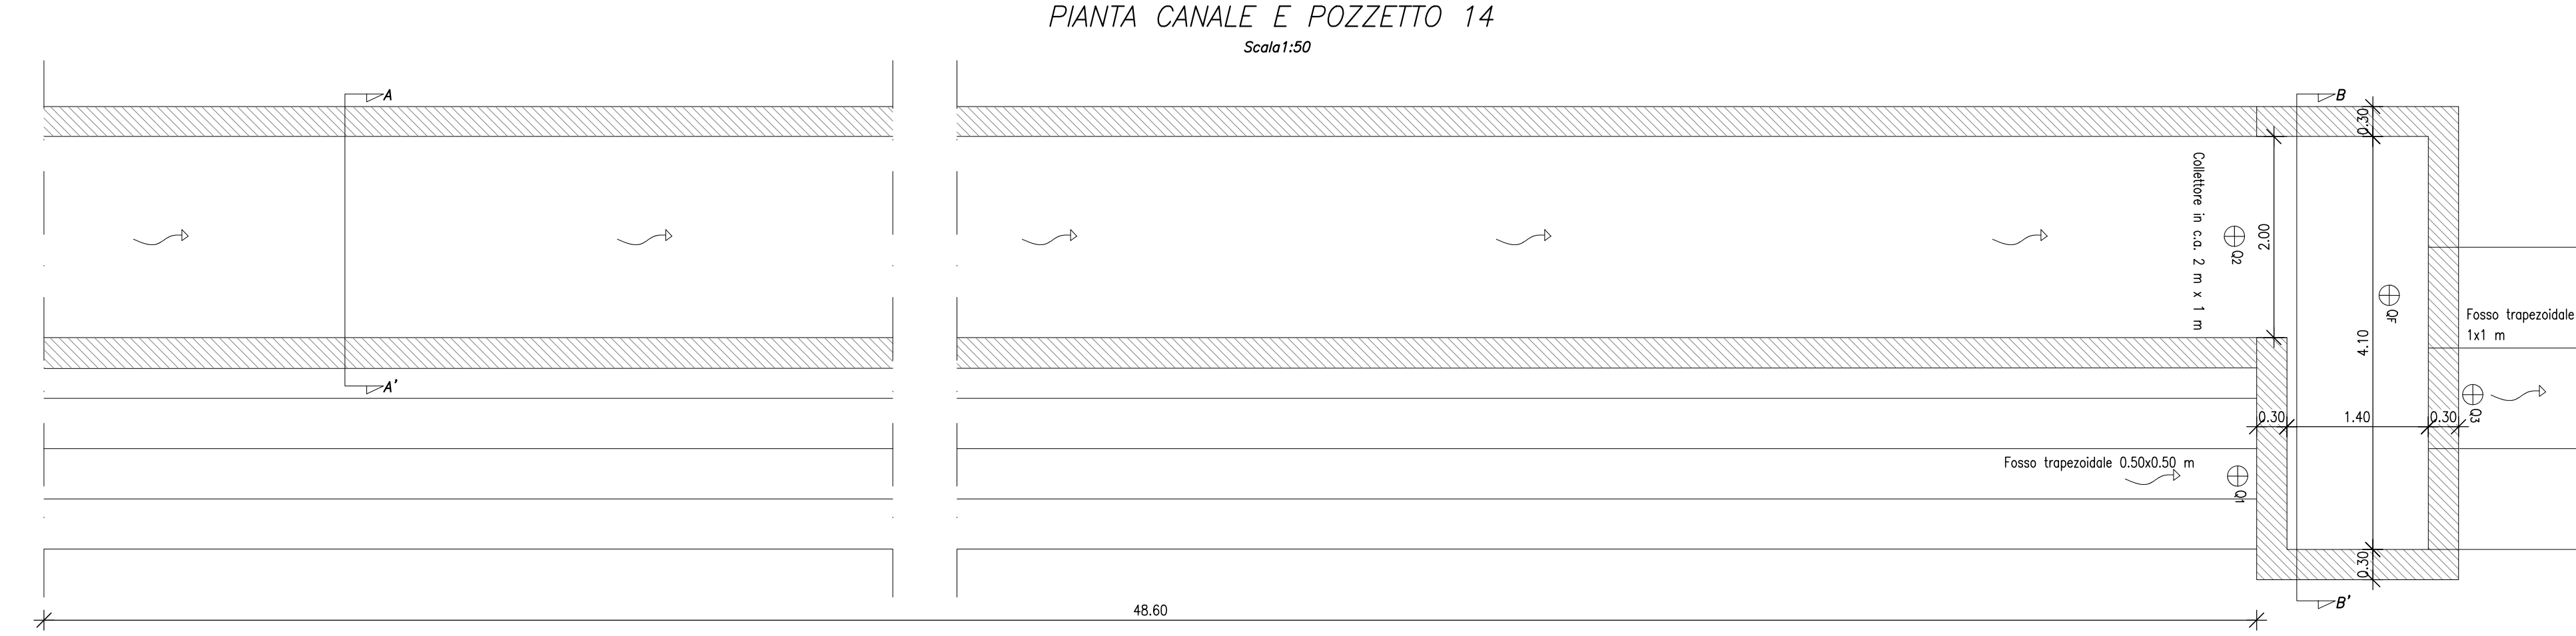 PIANTA CANALE E POZZETTO 14
Scala1:50
A
B
0.30
Collettore in c.a. 2 m x 1 m
Q2
2.00
QF
4.10
Fosso trapezoidale
1x1 m
A'
0.30
1.40
0.30
Q3
Fosso trapezoidale 0.50x0.50 m
Q1
0.30
B'
48.60